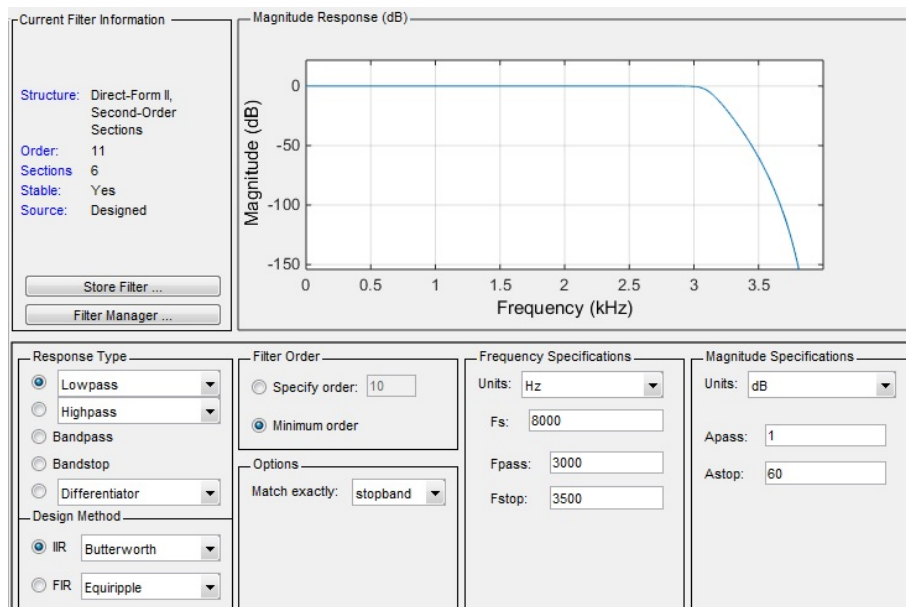 Current Filter Information
Structure: Direct-Form II,
Second-Order
Sections
Order: 11
Sections 6
Stable: Yes
Source: Designed
Store Filter ...
Filter Manager ...
Magnitude Response (dB)
Magnitude (dB)
0
-50
-100
-150
0 0.5 1 1.5 2 2.5 3 3.5
Frequency (kHz)
Response Type
Lowpass
Highpass
Bandpass
Bandstop
Differentiator
Design Method
IIR Butterworth
FIR Equiripple
Filter Order
Specify order: 10
Minimum order
Options
Match exactly: stopband
Frequency Specifications
Units: Hz
Fs: 8000
Fpass: 3000
Fstop: 3500
Magnitude Specifications
Units: dB
Apass: 1
Astop: 60